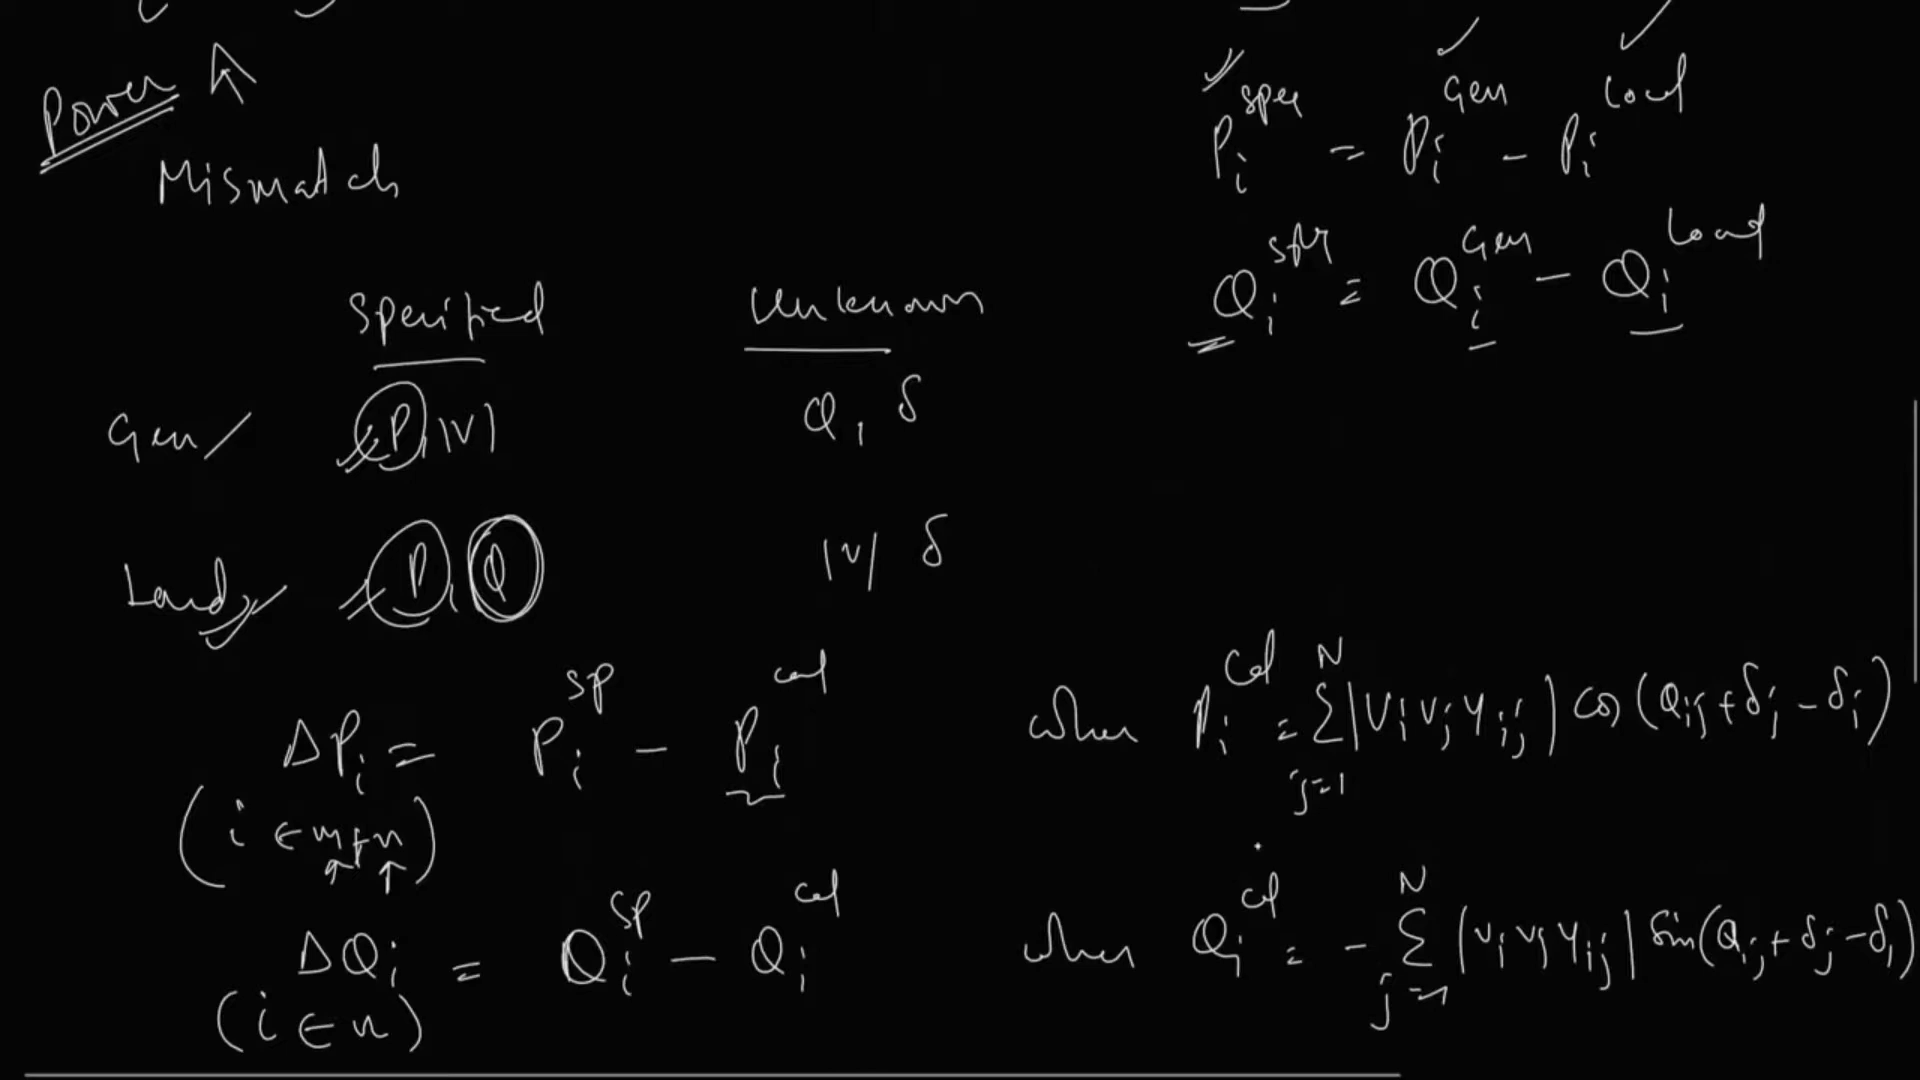 Power
Mismatch
P_i^spec = P_i^Gen - P_i^load
Q_i^spec = Q_i^Gen - Q_i^load
Specified Unknown
Gen P, |V| Q, δ
Load P, Q |V| δ
ΔP_i = P_i^sp - P_i^cal
(i ∈ m+n)
when P_i^cal = Σ_{j=1}^N |V_i V_j Y_ij| cos(θ_ij + δ_j - δ_i)
ΔQ_i = Q_i^sp - Q_i^cal
(i ∈ n)
when Q_i^cal = - Σ_{j=1}^N |V_i V_j Y_ij| Sin(θ_ij + δ_j - δ_i)